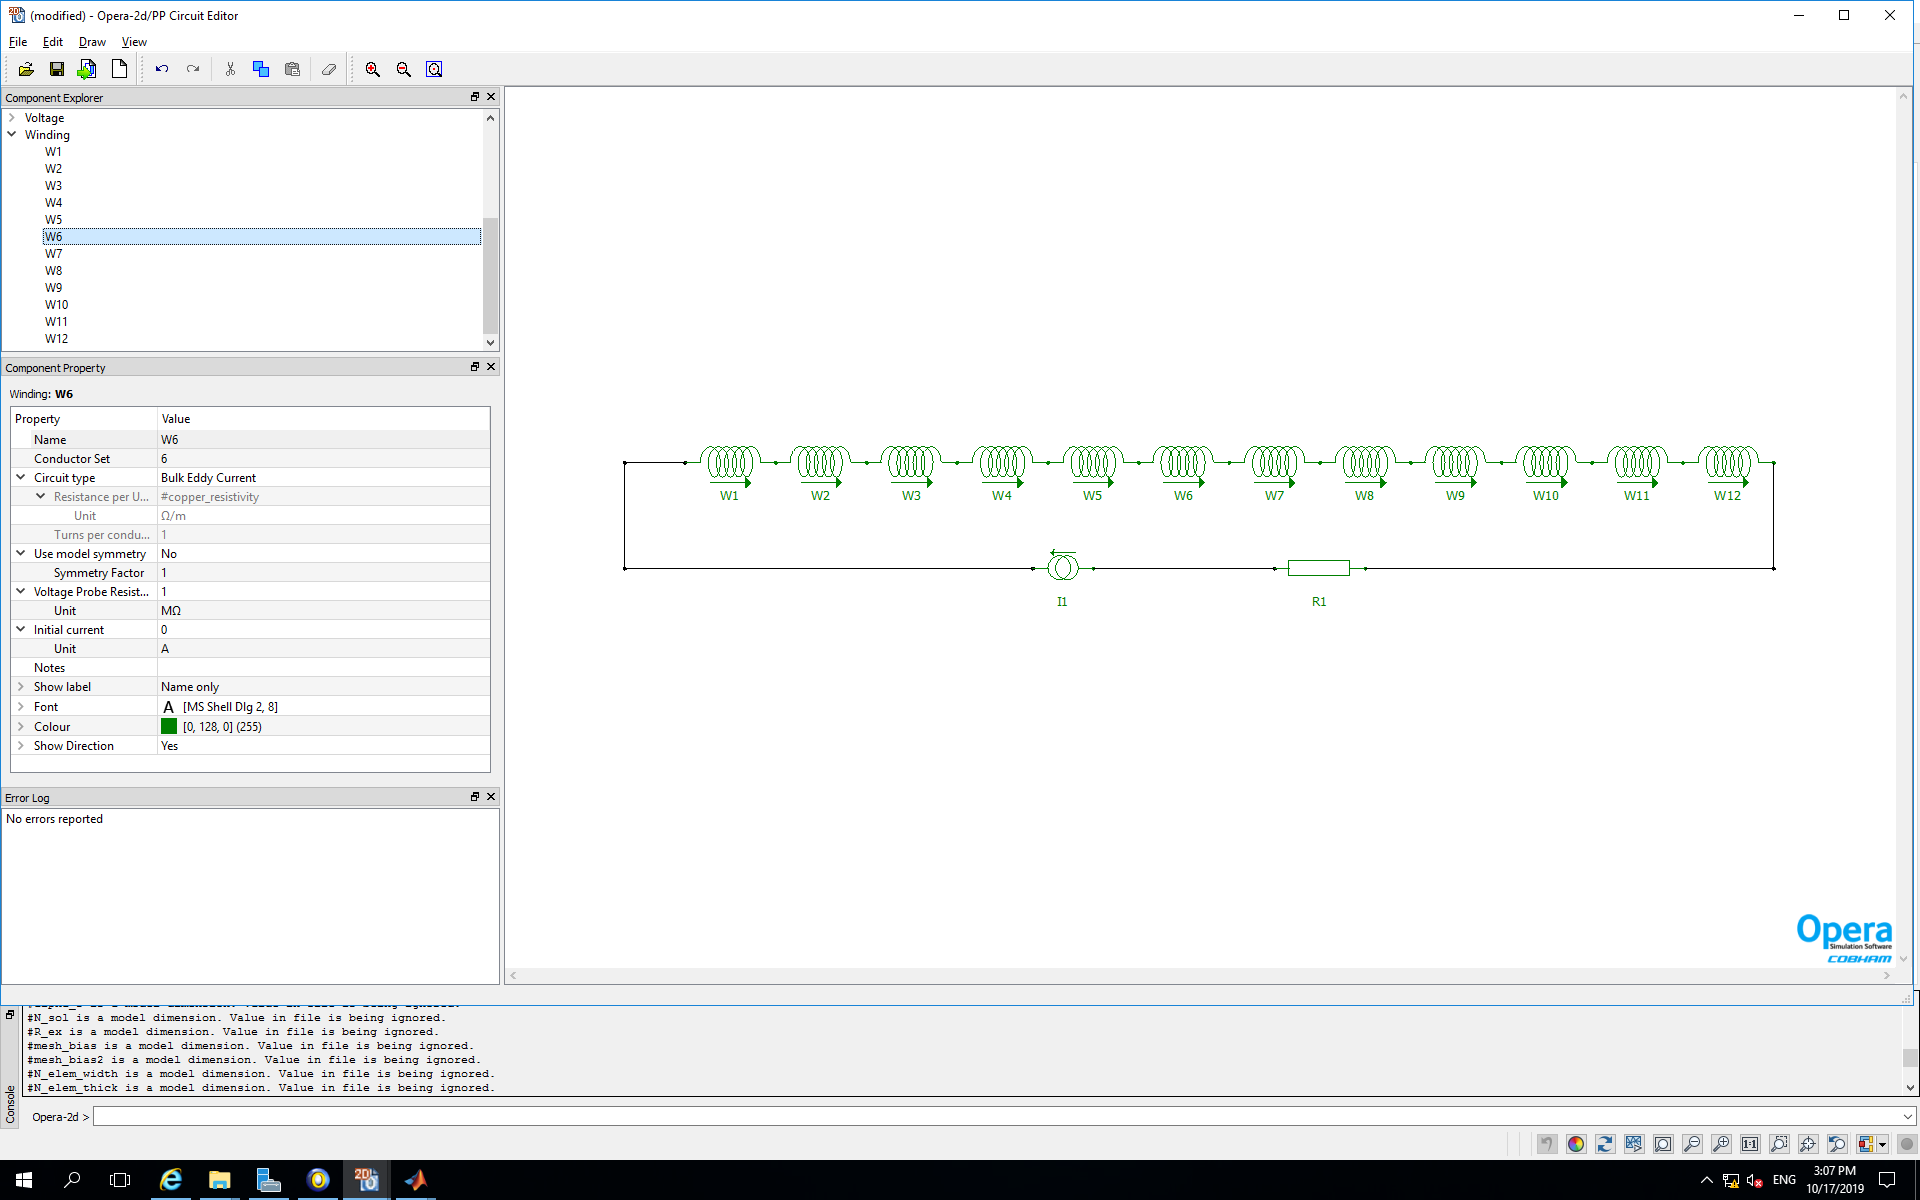 (modified) - Opera-2d/PP Circuit Editor
File Edit Draw View
Component Explorer
Voltage
Winding
W1
W2
W3
W4
W5
W6
W7
W8
W9
W10
W11
W12
Component Property
Winding: W6
Property Value
Name W6
Conductor Set 6
Circuit type Bulk Eddy Current
Resistance per U... #copper_resistivity
Unit Ω/m
Turns per condu... 1
Use model symmetry No
Symmetry Factor 1
Voltage Probe Resist... 1
Unit MΩ
Initial current 0
Unit A
Notes
Show label Name only
Font A [MS Shell Dlg 2, 8]
Colour [0, 128, 0] (255)
Show Direction Yes
Error Log
No errors reported
W1 W2 W3 W4 W5 W6 W7 W8 W9 W10 W11 W12
I1 R1
Opera
Simulation Software
COBHAM
#N_sol is a model dimension. Value in file is being ignored.
#R_ex is a model dimension. Value in file is being ignored.
#mesh_bias is a model dimension. Value in file is being ignored.
#mesh_bias2 is a model dimension. Value in file is being ignored.
#N_elem_width is a model dimension. Value in file is being ignored.
#N_elem_thick is a model dimension. Value in file is being ignored.
Console
Opera-2d >
1:1
2D
ENG
3:07 PM
10/17/2019